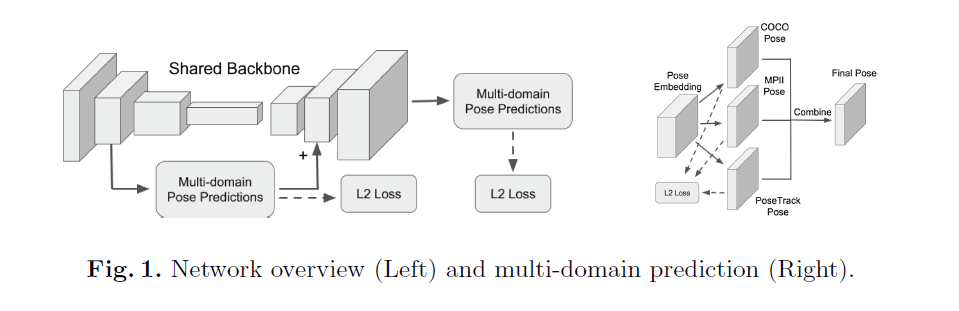 Shared Backbone
Multi-domain
Pose Predictions
L2 Loss
+
Multi-domain
Pose Predictions
L2 Loss
Pose
Embedding
COCO
Pose
MPII
Pose
PoseTrack
Pose
L2 Loss
Combine
Final Pose
Fig. 1. Network overview (Left) and multi-domain prediction (Right).